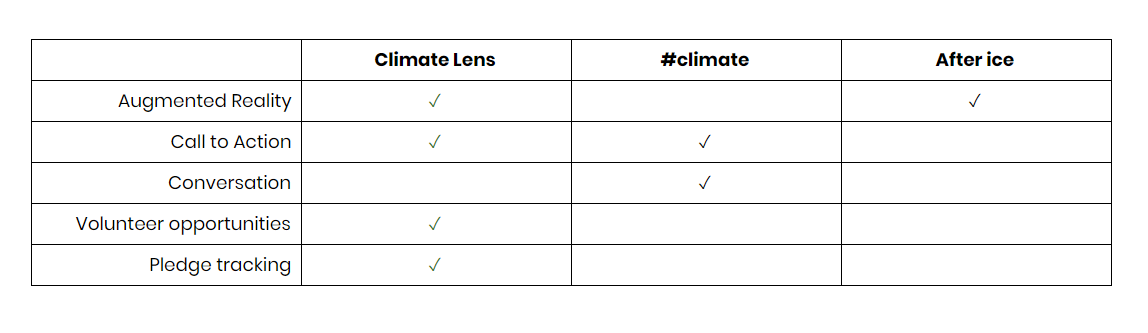 Climate Lens #climate After ice
Augmented Reality ✓ ✓
Call to Action ✓ ✓
Conversation ✓
Volunteer opportunities ✓
Pledge tracking ✓